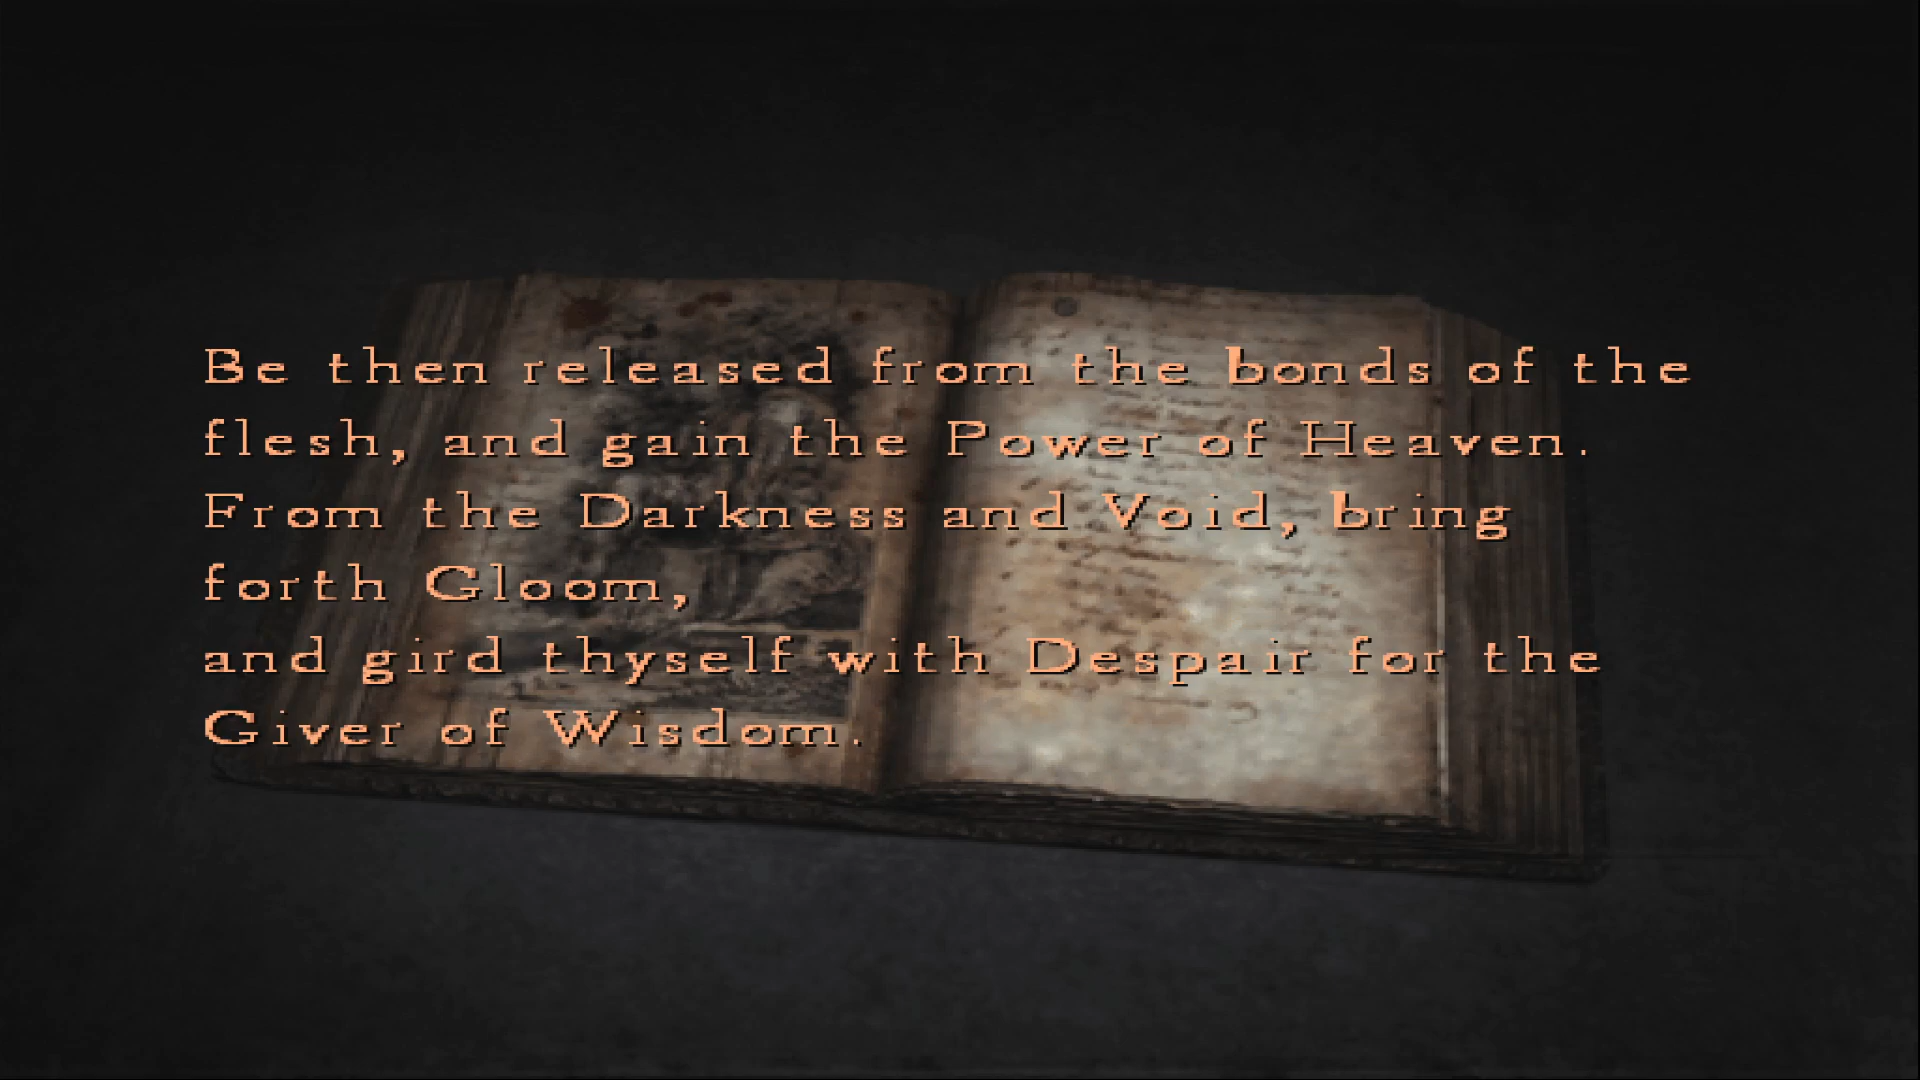 Be then released from the bonds of the
flesh, and gain the Power of Heaven.
From the Darkness and Void, bring
forth Gloom,
and gird thyself with Despair for the
Giver of Wisdom.